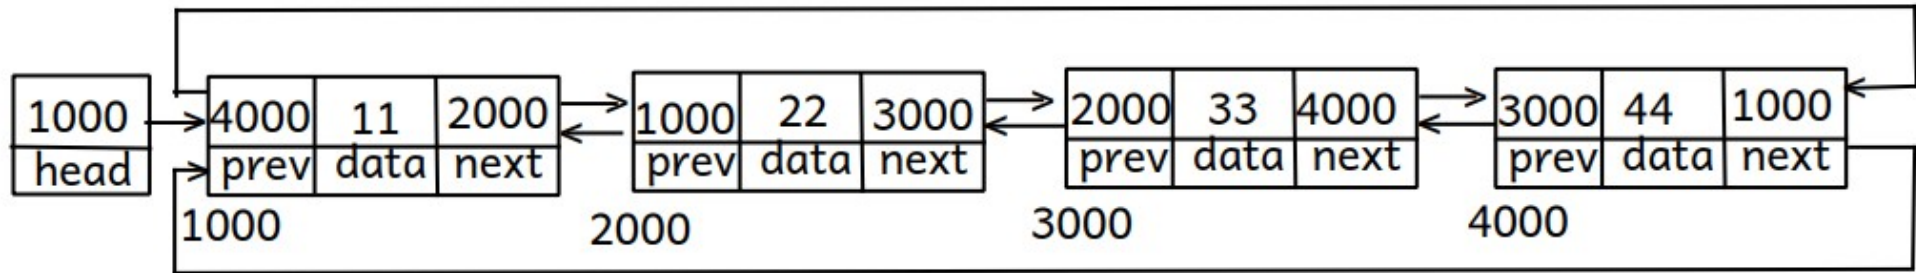 1000 4000 11 2000 1000 22 3000 2000 33 4000 3000 44 1000
head prev data next prev data next prev data next prev data next
1000 2000 3000 4000